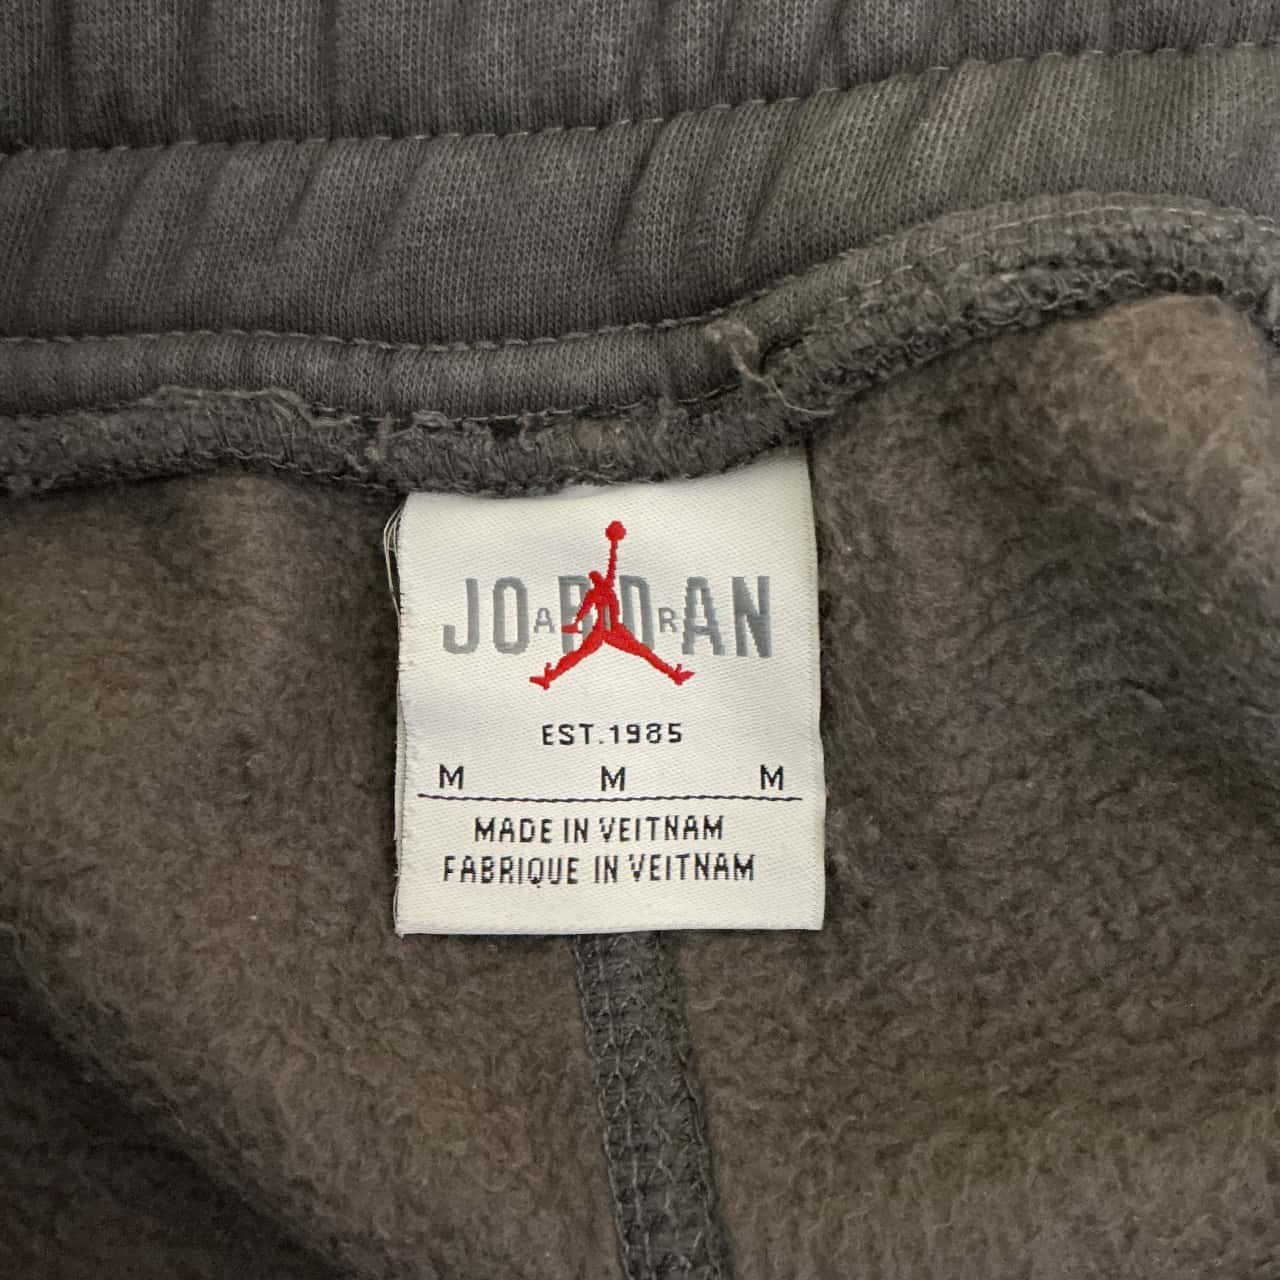 JORDAN
AIR
EST.1985
M M M
MADE IN VEITNAM
FABRIQUE IN VEITNAM